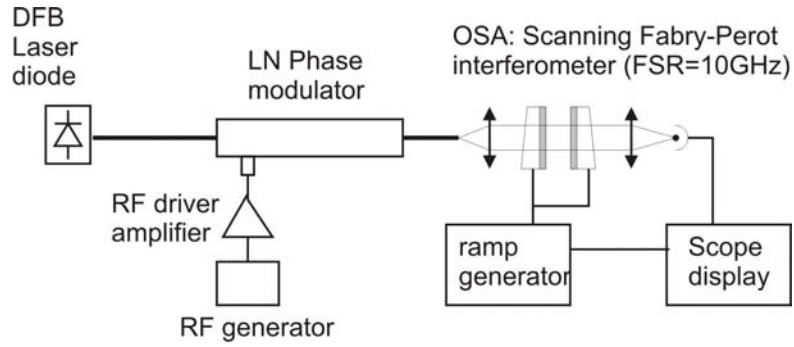 DFB
Laser
diode
LN Phase
modulator
OSA: Scanning Fabry-Perot
interferometer (FSR=10GHz)
RF driver
amplifier
RF generator
ramp
generator
Scope
display